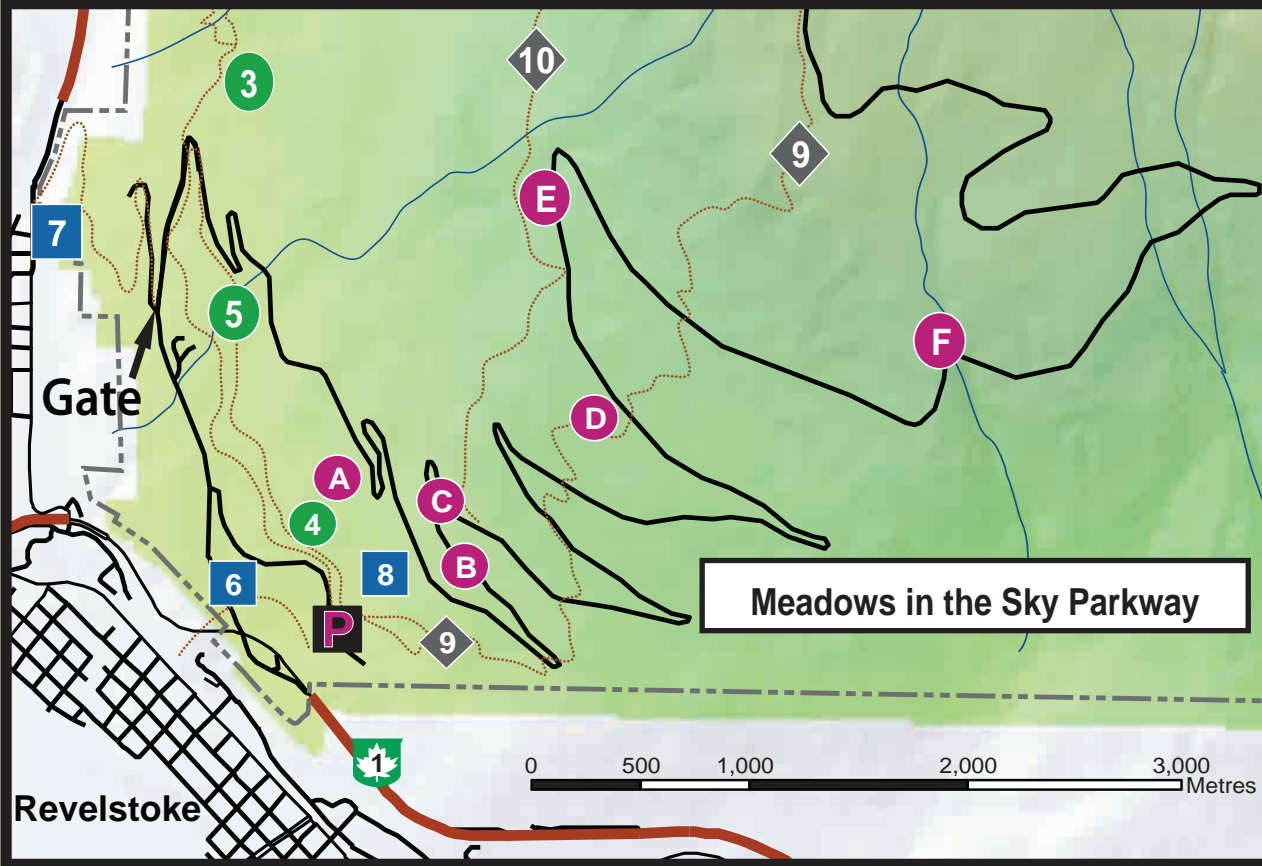 10
3
9
E
7
5
F
Gate
D
A
C
4
B
8
6
Meadows in the Sky Parkway
P
9
1
0 500 1,000 2,000 3,000
Metres
Revelstoke